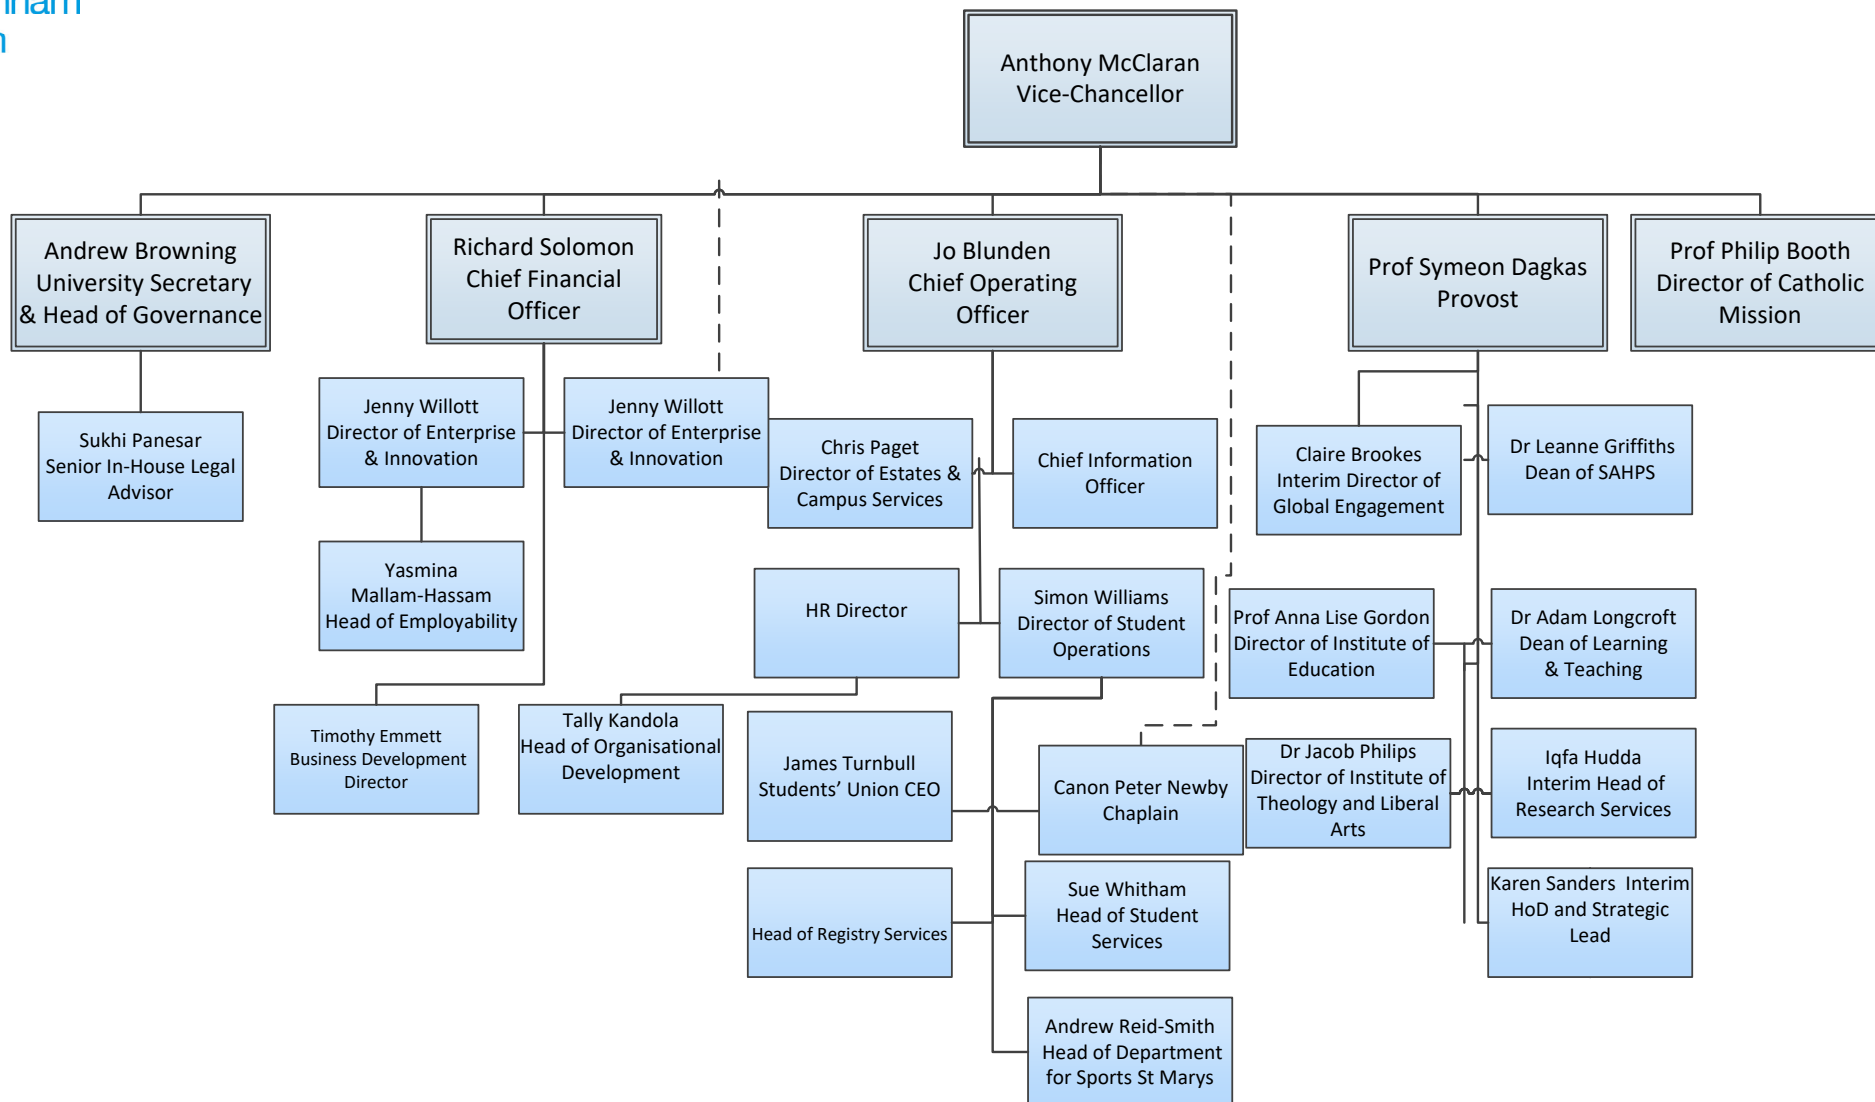 Anthony McClaran
Vice-Chancellor
Andrew Browning
University Secretary
& Head of Governance
Richard Solomon
Chief Financial
Officer
Jo Blunden
Chief Operating
Officer
Prof Symeon Dagkas
Provost
Prof Philip Booth
Director of Catholic
Mission
Sukhi Panesar
Senior In-House Legal
Advisor
Jenny Willott
Director of Enterprise
& Innovation
Jenny Willott
Director of Enterprise
& Innovation
Chris Paget
Director of Estates &
Campus Services
Chief Information
Officer
Claire Brookes
Interim Director of
Global Engagement
Dr Leanne Griffiths
Dean of SAHPS
Yasmina
Mallam-Hassam
Head of Employability
HR Director
Simon Williams
Director of Student
Operations
Prof Anna Lise Gordon
Director of Institute of
Education
Dr Adam Longcroft
Dean of Learning
& Teaching
Timothy Emmett
Business Development
Director
Tally Kandola
Head of Organisational
Development
James Turnbull
Students’ Union CEO
Canon Peter Newby
Chaplain
Dr Jacob Philips
Director of Institute of
Theology and Liberal
Arts
Iqfa Hudda
Interim Head of
Research Services
Head of Registry Services
Sue Whitham
Head of Student
Services
Karen Sanders Interim
HoD and Strategic
Lead
Andrew Reid-Smith
Head of Department
for Sports St Marys